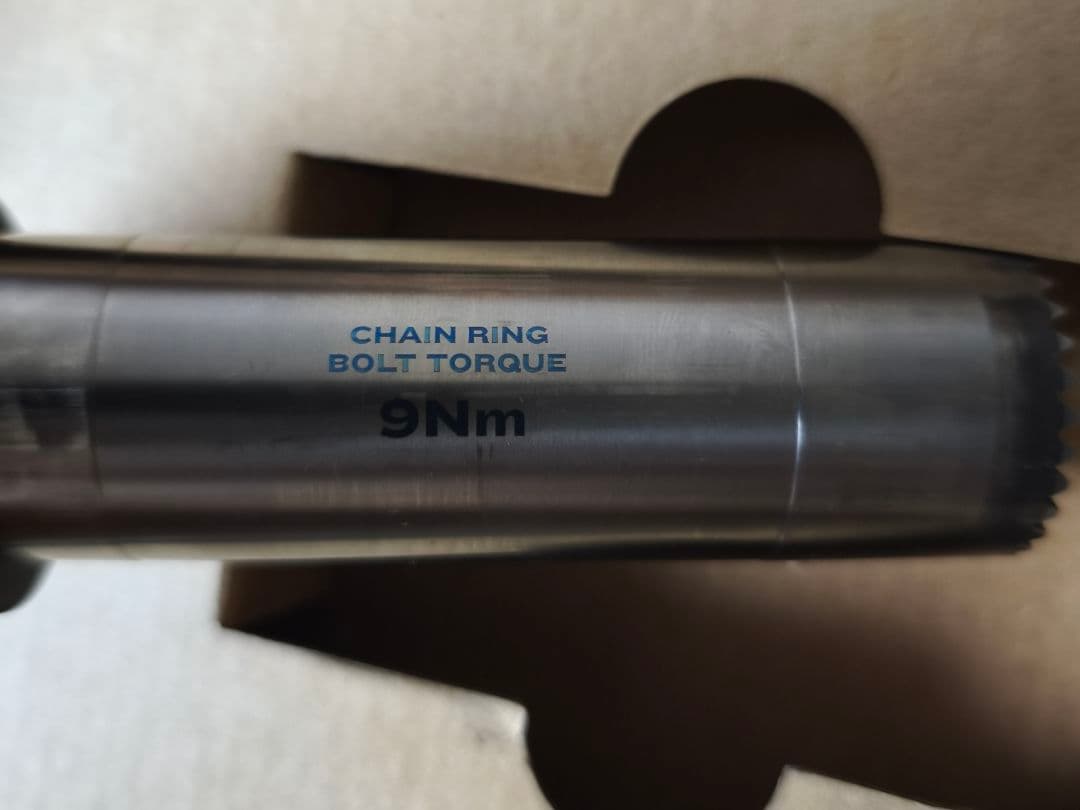 CHAIN RING
BOLT TORQUE
9Nm